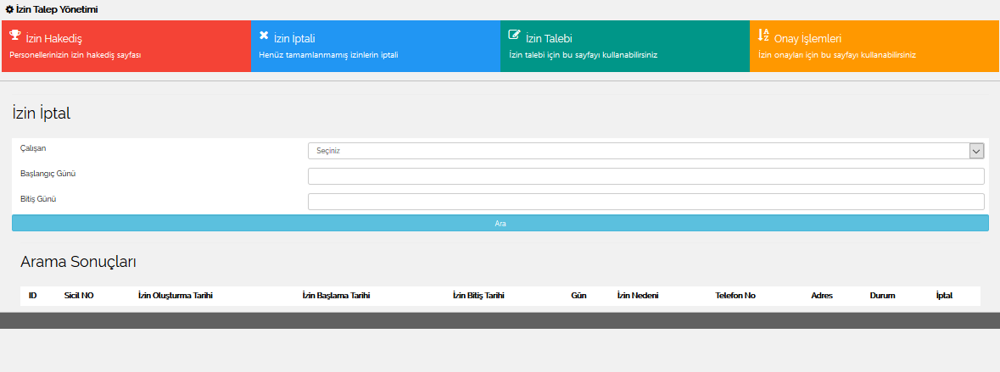 İzin Talep Yönetimi
İzin Hakediş
Personellerinizin izin hakediş sayfası
İzin İptali
Henüz tamamlanmamış izinlerin iptali
İzin Talebi
İzin talebi için bu sayfayı kullanabilirsiniz
Onay İşlemleri
İzin onayları için bu sayfayı kullanabilirsiniz
İzin İptal
Çalışan
Seçiniz
Başlangıç Günü
Bitiş Günü
Ara
Arama Sonuçları
ID Sicil NO İzin Oluşturma Tarihi İzin Başlama Tarihi İzin Bitiş Tarihi Gün İzin Nedeni Telefon No Adres Durum İptal